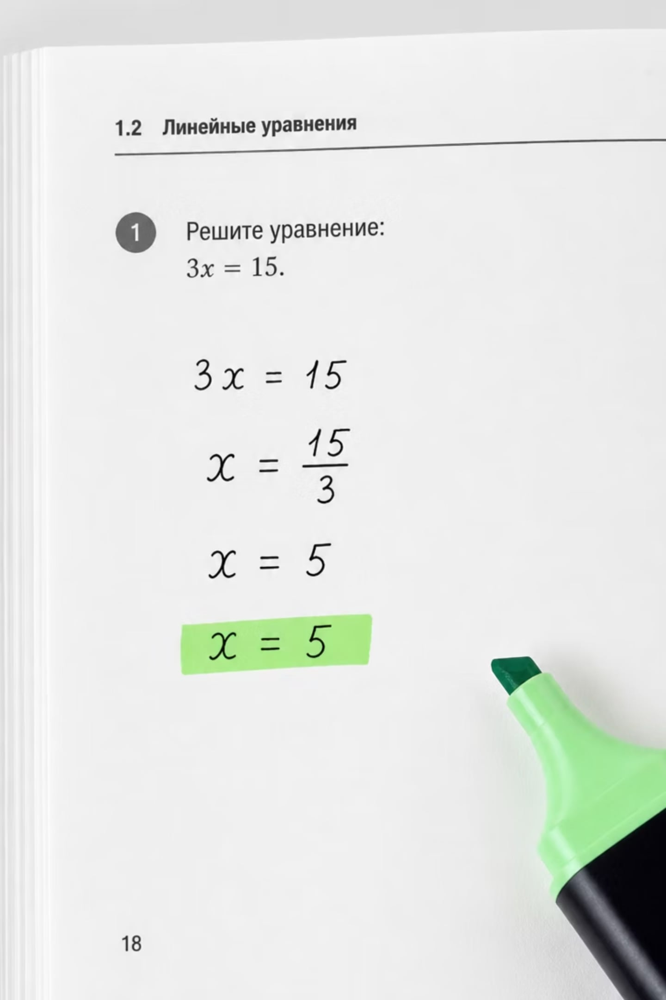 1.2 Линейные уравнения
1 Решите уравнение:
3x = 15.
3x = 15
x = 15/3
x = 5
x = 5
18